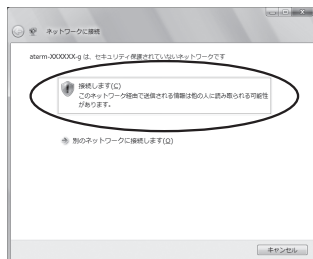 ネットワークに接続
aterm-XXXXXX-g は、セキュリティ保護されていないネットワークです
接続します(C)
このネットワーク経由で送信される情報は他の人に読み取られる可能性
があります。
別のネットワークに接続します(O)
キャンセル